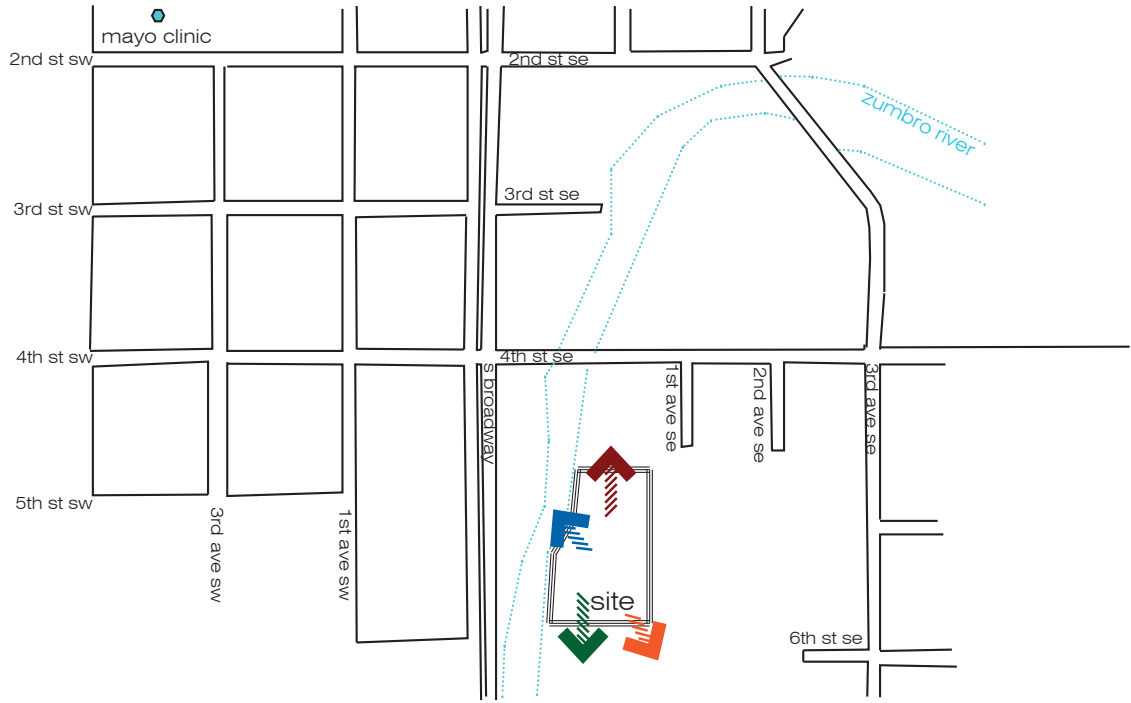 mayo clinic
2nd st sw
2nd st se
zumbro river
3rd st se
3rd st sw
4th st sw
4th st se
s broadway
1st ave se
2nd ave se
3rd ave se
5th st sw
3rd ave sw
1st ave sw
site
6th st se